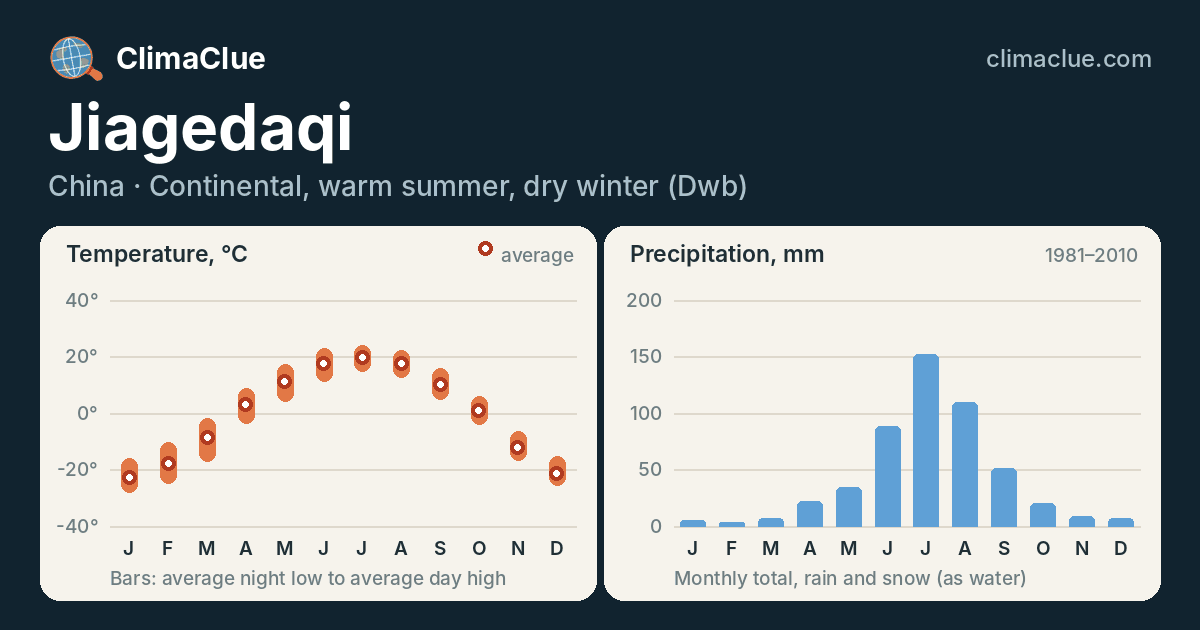 ClimaClue
climaclue.com
Jiagedaqi
China · Continental, warm summer, dry winter (Dwb)
Temperature, °C
average
40°
20°
0°
-20°
-40°
J F M A M J J A S O N D
Bars: average night low to average day high
Precipitation, mm
1981–2010
200
150
100
50
0
J F M A M J J A S O N D
Monthly total, rain and snow (as water)